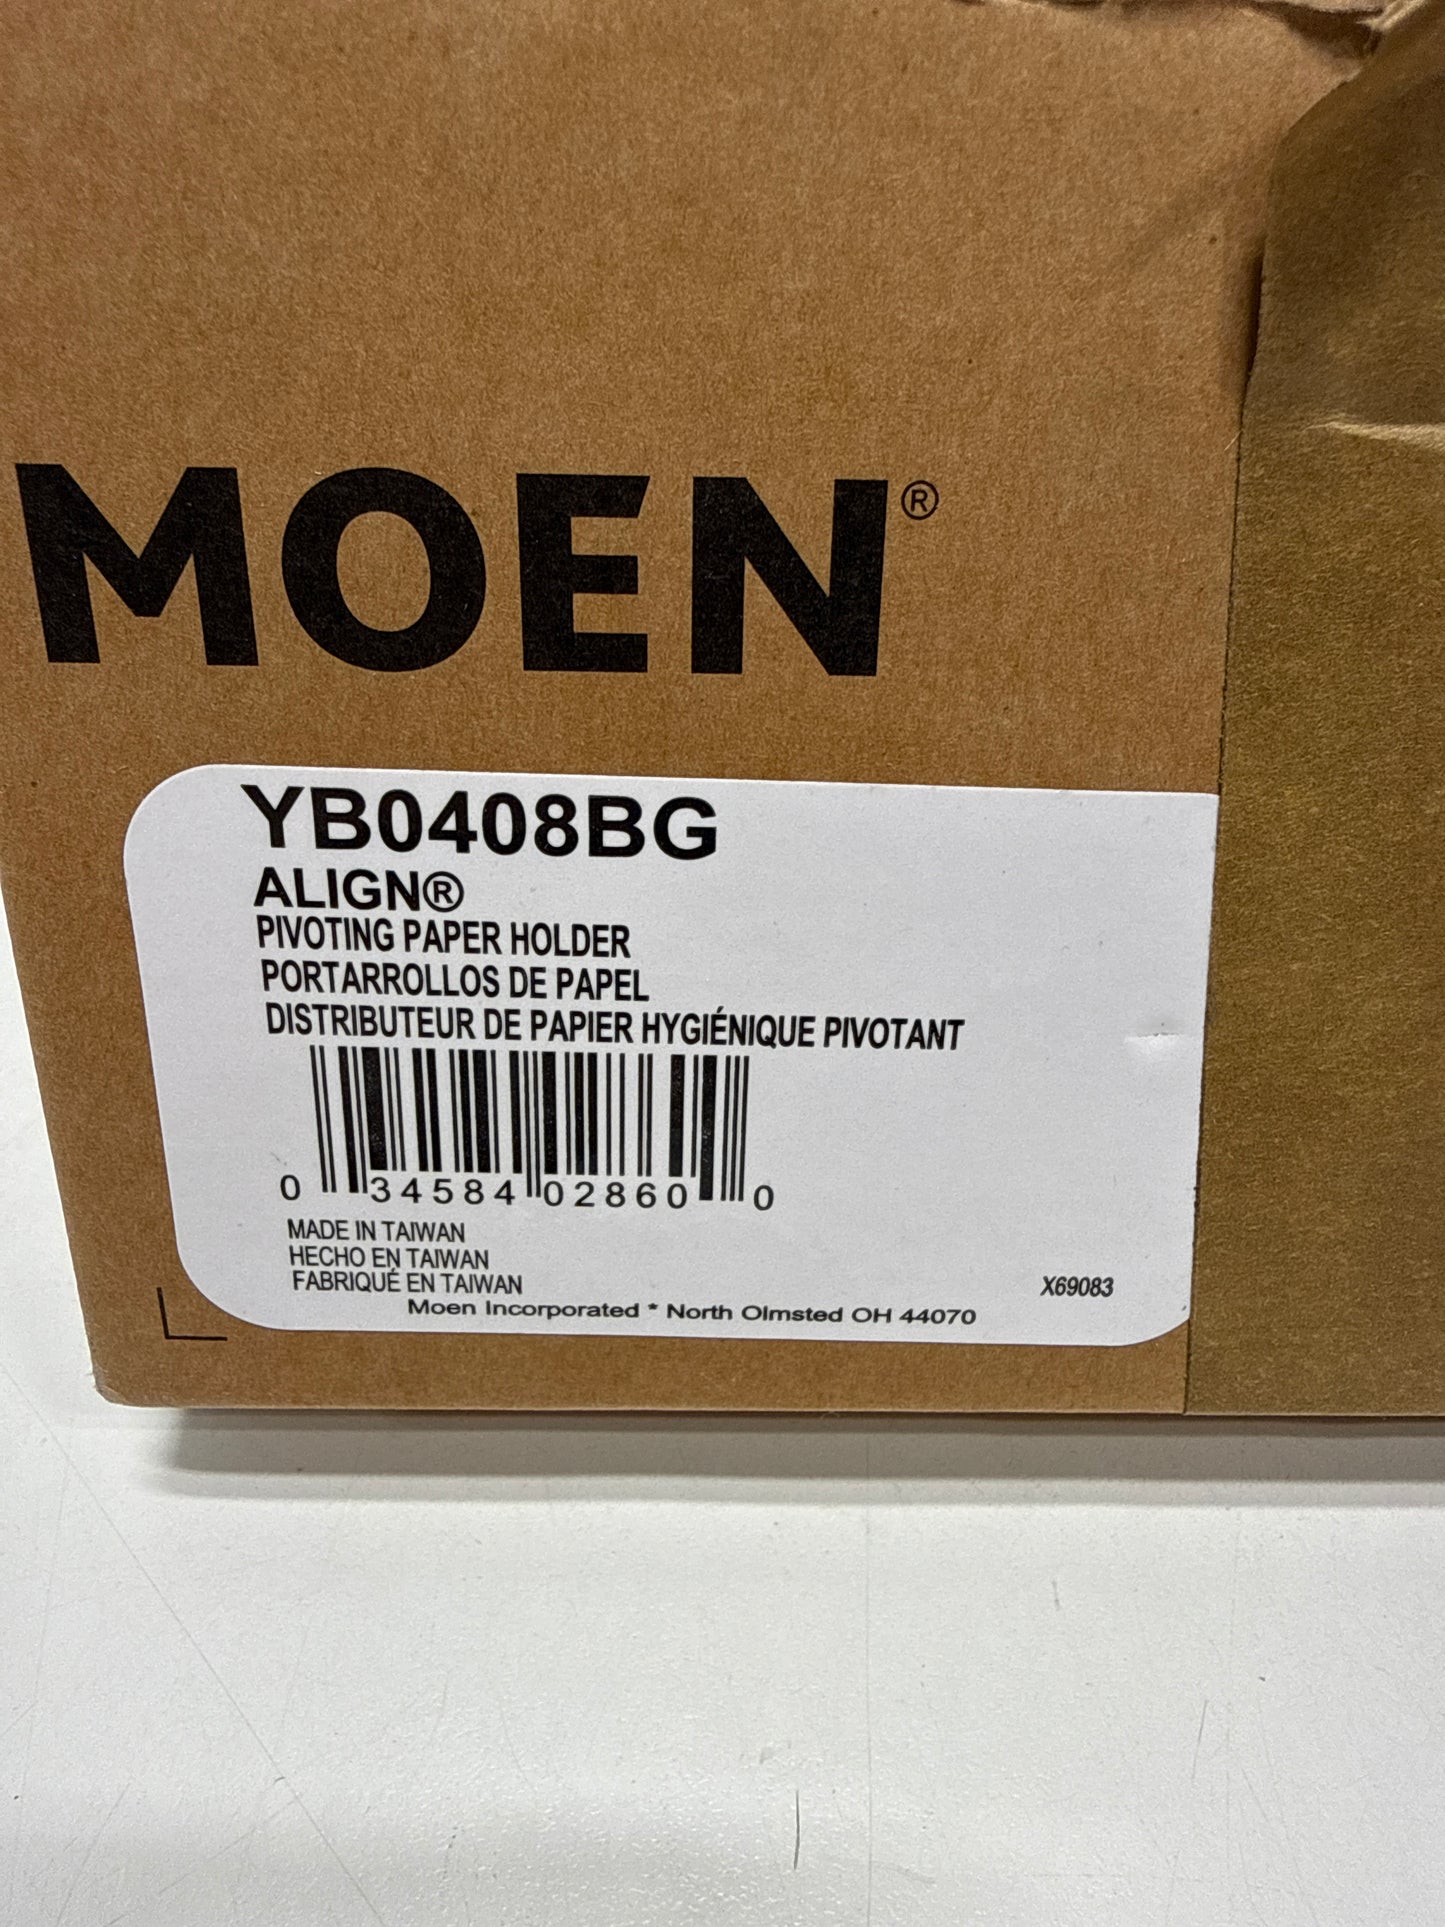 MOEN®
YB0408BG
ALIGN®
PIVOTING PAPER HOLDER
PORTARROLLOS DE PAPEL
DISTRIBUTEUR DE PAPIER HYGIÉNIQUE PIVOTANT
0 34584 02860 0
MADE IN TAIWAN
HECHO EN TAIWAN
FABRIQUÉ EN TAIWAN
X69083
Moen Incorporated * North Olmsted OH 44070